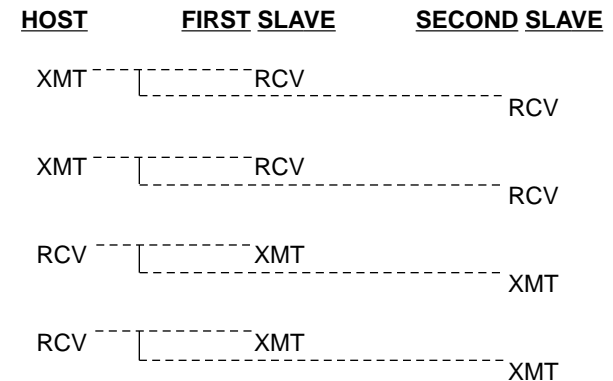 HOST FIRST SLAVE SECOND SLAVE
XMT RCV
RCV
XMT RCV
RCV
RCV XMT
XMT
RCV XMT
XMT